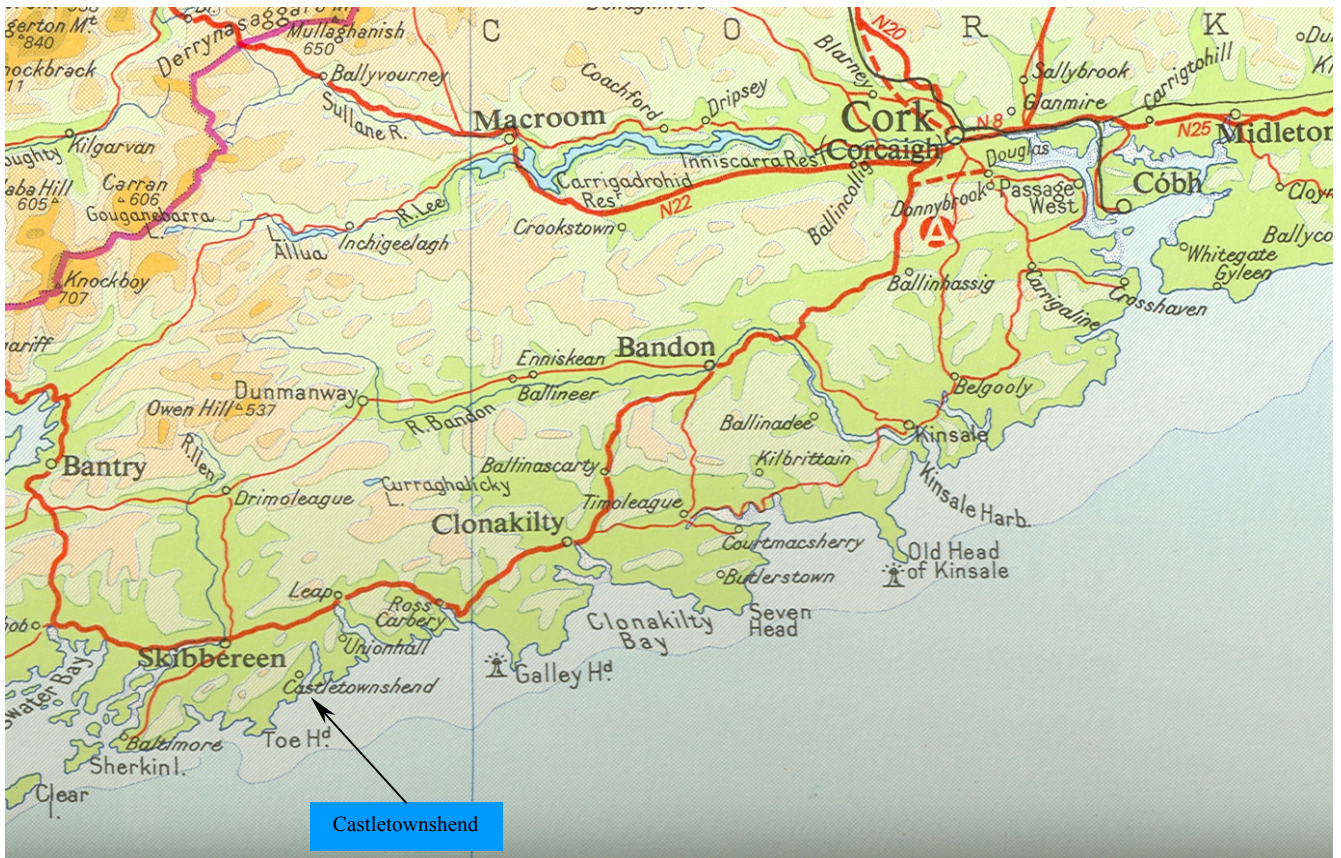 C
O
R
K
Derrynasaggart M
Mullaghanish
650
840
707
Ballyvourney
Sullane R.
Macroom
Coachford
Dripsey
Blarney
N20
Cork
Corcaigh
N8
Sallybrook
Glanmire
Carrigtohill
N25
Midleton
Kilgarvan
Carran
606
Gouganebarra
L.
605
Knockboy
L.
Allua
Inchigeelagh
R. Lee
Carrigadrohid
Resr.
Inniscarra Res.
N22
Crookstown
Ballincollig
Douglas
Donnybrook
Passage
West
Cóbh
A
Whitegate
Gyleen
Ballinhassig
Carrigaline
Crosshaven
Bandon
Enniskean
Ballineer
Dunmanway
Owen Hill 537
R. Bandon
Belgooly
Ballinadee
Kinsale
Bantry
R. Ilen
Drimoleague
Curraghalicky
L.
Ballinascarty
Kilbrittain
Timoleague
Kinsale Harb.
Clonakilty
Courtmacsherry
Old Head
of Kinsale
Butlerstown
Leap
Ross
Carbery
Clonakilty
Bay
Seven
Head
Skibbereen
Unionhall
Galley Hd.
Castletownshend
Toe Hd.
Baltimore
Sherkin I.
Clear
I.
Castletownshend